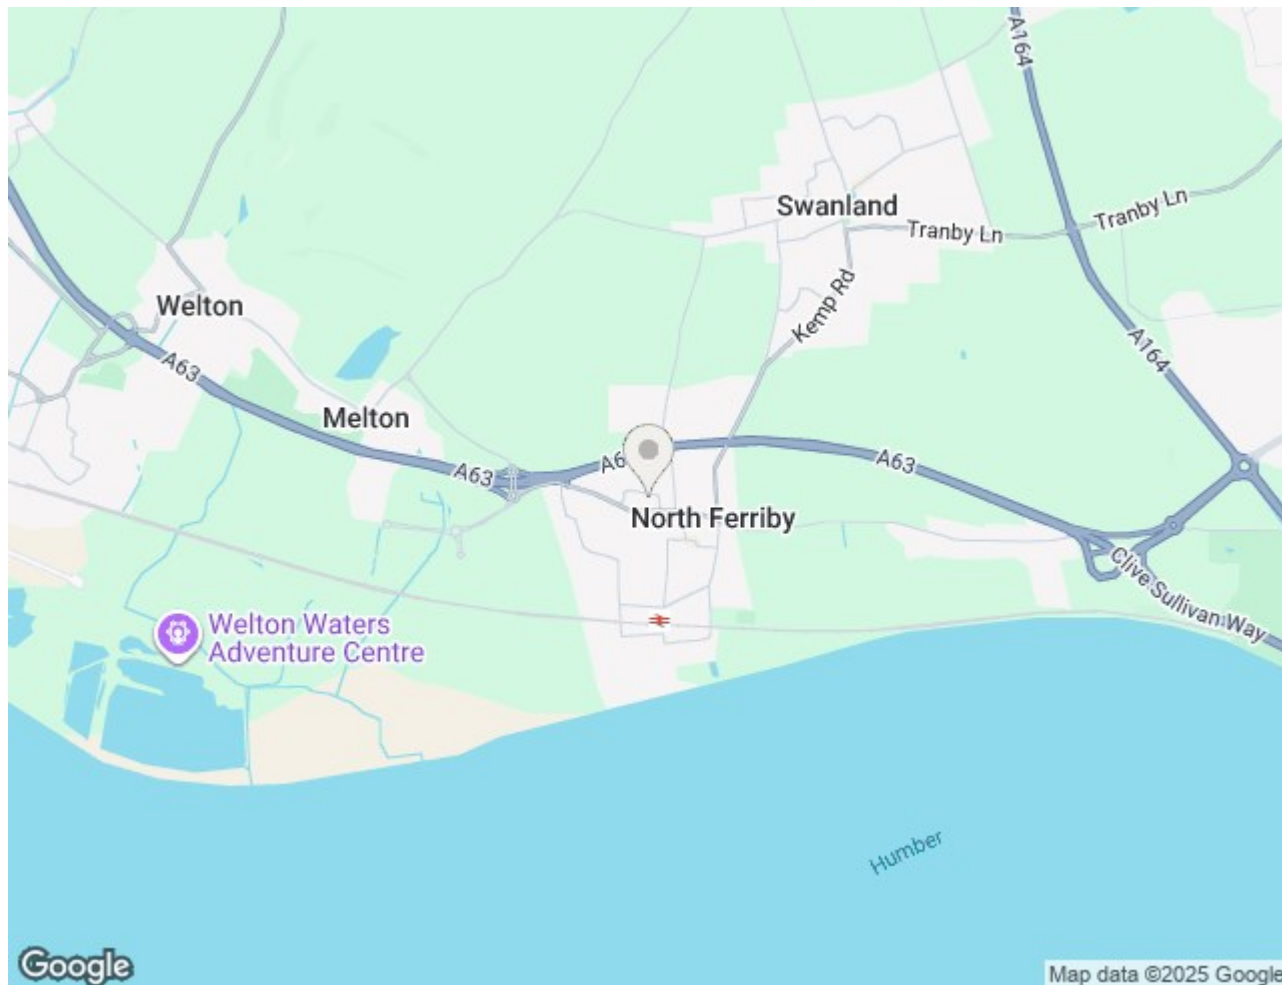 A164
Swanland
Tranby Ln
Tranby Ln
Welton
Kemp Rd
A63
A164
Melton
A63
A63
North Ferriby
Clive Sullivan Way
Welton Waters
Adventure Centre
Humber
Google
Map data ©2025 Google